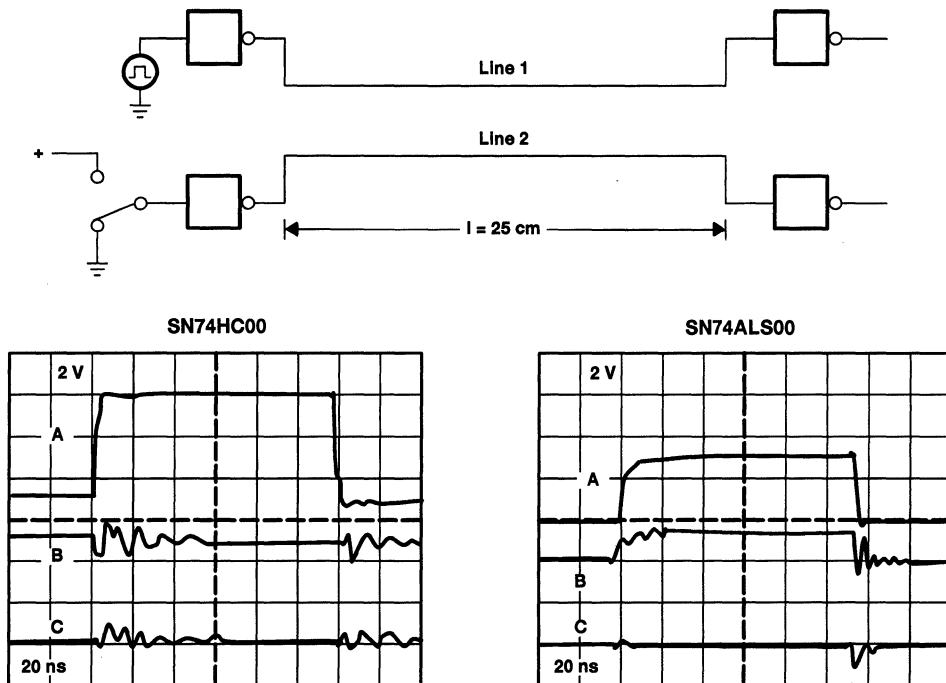 Line 1
Line 2
+
l = 25 cm
SN74HC00
2 V
A
B
C
20 ns
SN74ALS00
2 V
A
B
C
20 ns